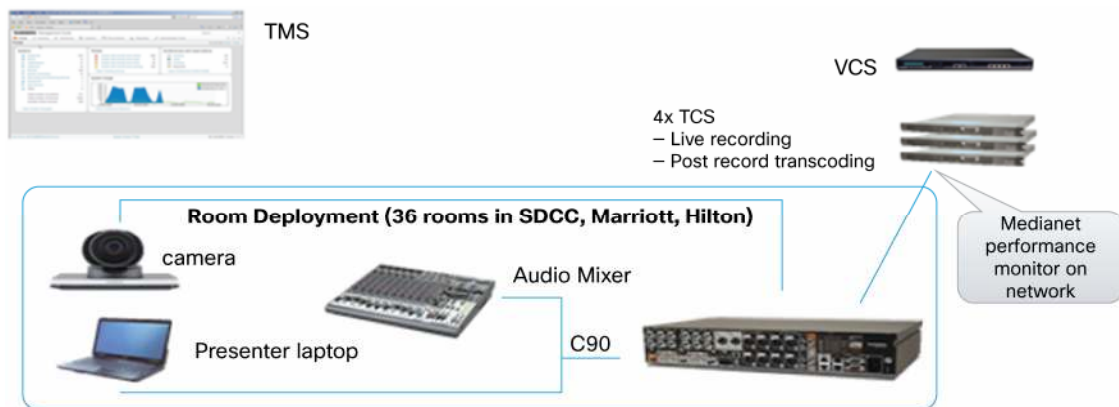 TMS
VCS
4x TCS
– Live recording
– Post record transcoding
Room Deployment (36 rooms in SDCC, Marriott, Hilton)
Medianet
performance
monitor on
network
camera
Audio Mixer
Presenter laptop
C90